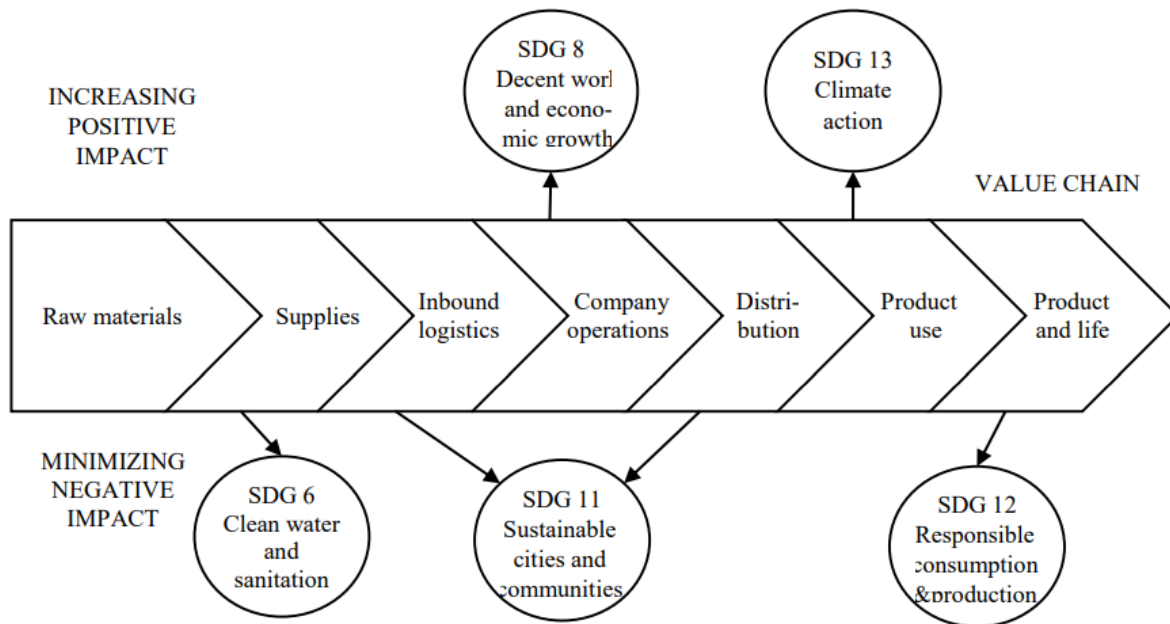 INCREASING
POSITIVE
IMPACT
SDG 8
Decent work
and econo-
mic growth
SDG 13
Climate
action
VALUE CHAIN
Raw materials
Supplies
Inbound
logistics
Company
operations
Distri-
bution
Product
use
Product
and life
MINIMIZING
NEGATIVE
IMPACT
SDG 6
Clean water
and
sanitation
SDG 11
Sustainable
cities and
communities
SDG 12
Responsible
consumption
&production